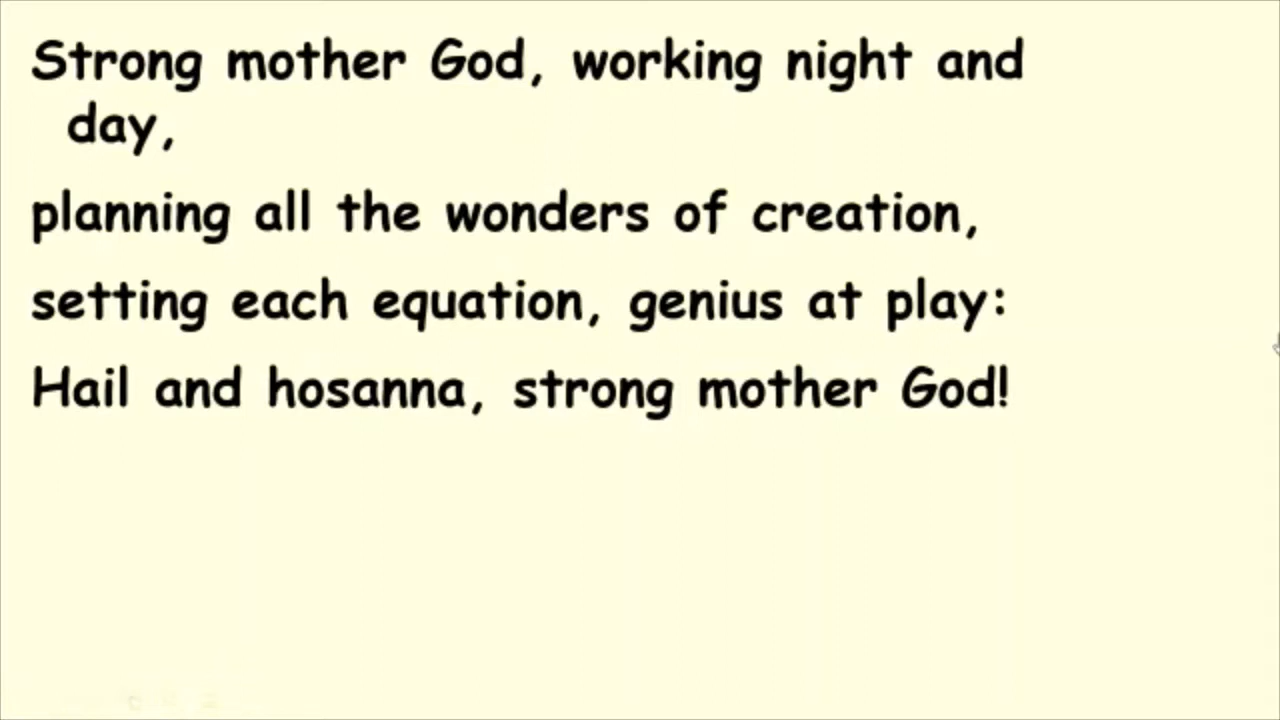 Strong mother God, working night and
day,
planning all the wonders of creation,
setting each equation, genius at play:
Hail and hosanna, strong mother God!